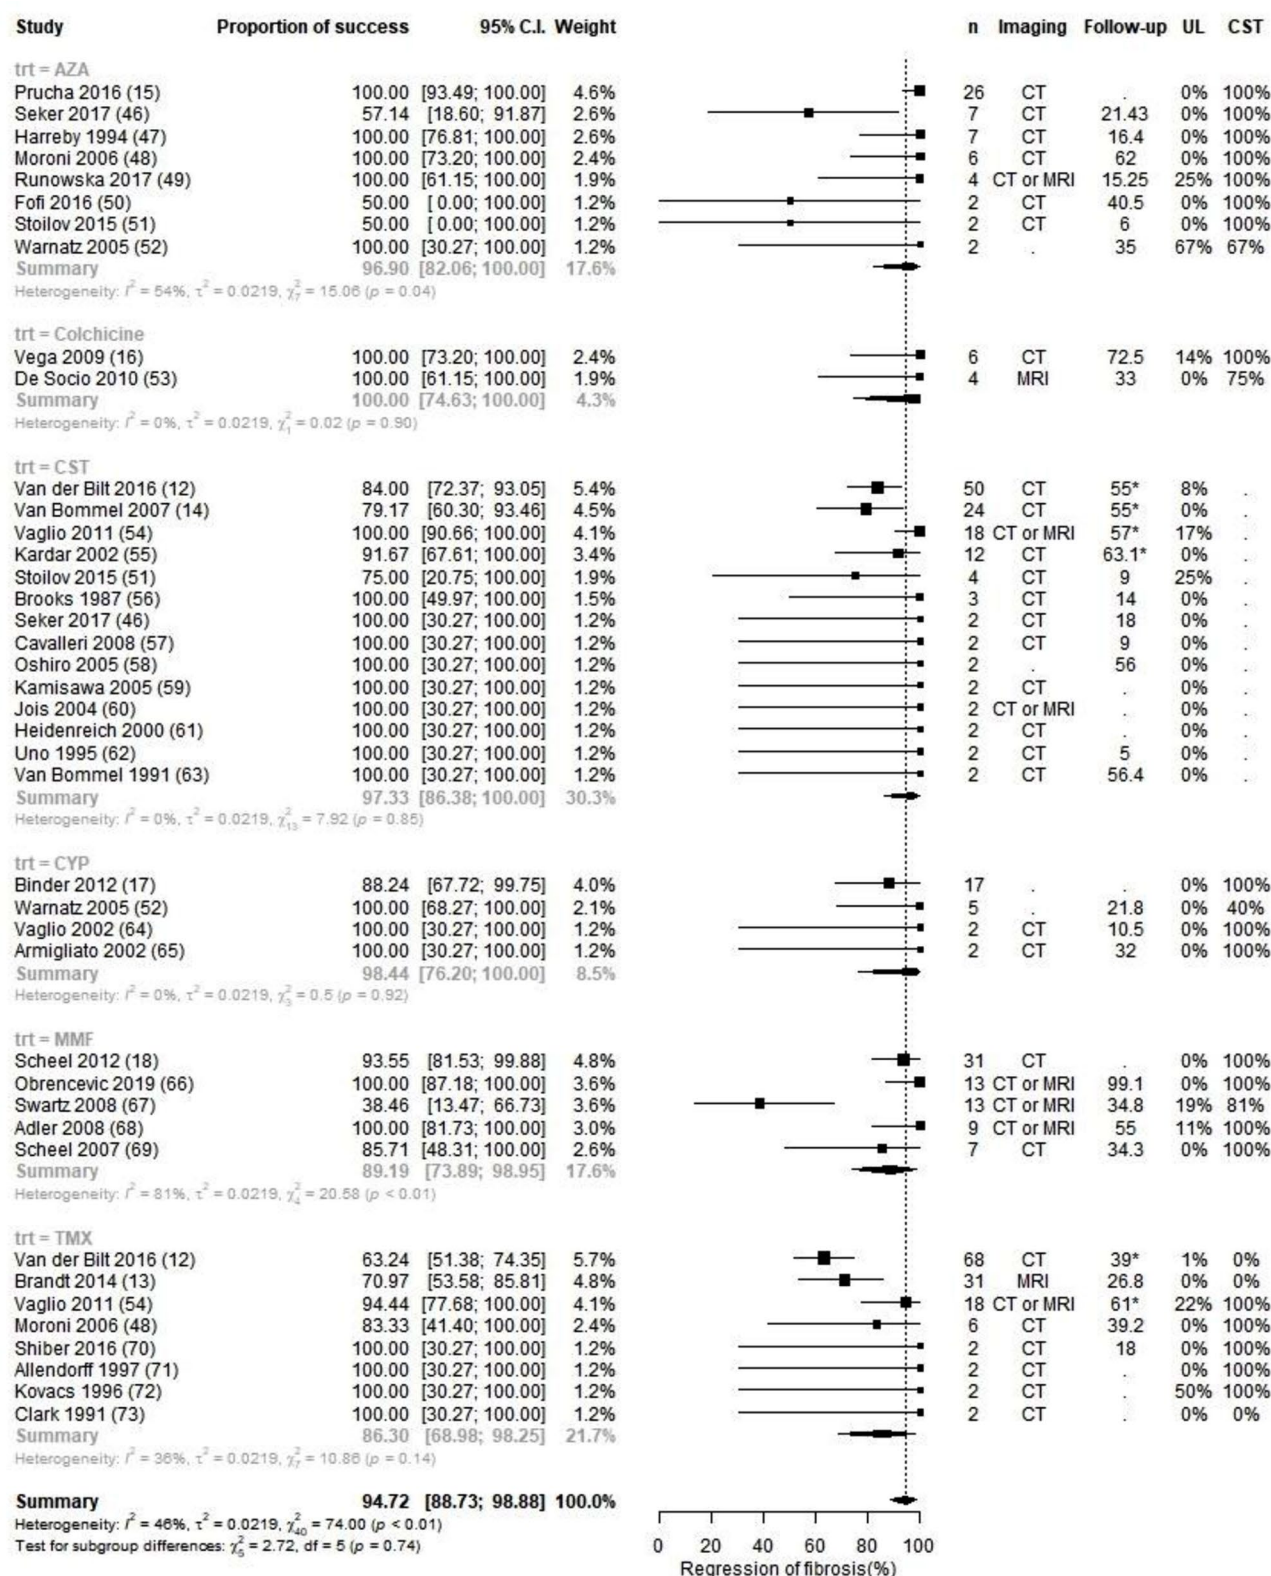 Study Proportion of success 95% C.I. Weight n Imaging Follow-up UL CST
trt = AZA
Prucha 2016 (15) 100.00 [93.49; 100.00] 4.6% 26 CT . 0% 100%
Seker 2017 (46) 57.14 [18.60; 91.87] 2.6% 7 CT 21.43 0% 100%
Harreby 1994 (47) 100.00 [76.81; 100.00] 2.6% 7 CT 16.4 0% 100%
Moroni 2006 (48) 100.00 [73.20; 100.00] 2.4% 6 CT 62 0% 100%
Runowska 2017 (49) 100.00 [61.15; 100.00] 1.9% 4 CT or MRI 15.25 25% 100%
Fofi 2016 (50) 50.00 [ 0.00; 100.00] 1.2% 2 CT 40.5 0% 100%
Stoilov 2015 (51) 50.00 [ 0.00; 100.00] 1.2% 2 CT 6 0% 100%
Warnatz 2005 (52) 100.00 [30.27; 100.00] 1.2% 2 . 35 67% 67%
Summary 96.90 [82.06; 100.00] 17.6%
Heterogeneity: I² = 54%, τ² = 0.0219, χ²₇ = 15.06 (p = 0.04)
trt = Colchicine
Vega 2009 (16) 100.00 [73.20; 100.00] 2.4% 6 CT 72.5 14% 100%
De Socio 2010 (53) 100.00 [61.15; 100.00] 1.9% 4 MRI 33 0% 75%
Summary 100.00 [74.63; 100.00] 4.3%
Heterogeneity: I² = 0%, τ² = 0.0219, χ²₁ = 0.02 (p = 0.90)
trt = CST
Van der Bilt 2016 (12) 84.00 [72.37; 93.05] 5.4% 50 CT 55* 8% .
Van Bommel 2007 (14) 79.17 [60.30; 93.46] 4.5% 24 CT 55* 0% .
Vaglio 2011 (54) 100.00 [90.66; 100.00] 4.1% 18 CT or MRI 57* 17% .
Kardar 2002 (55) 91.67 [67.61; 100.00] 3.4% 12 CT 63.1* 0% .
Stoilov 2015 (51) 75.00 [20.75; 100.00] 1.9% 4 CT 9 25% .
Brooks 1987 (56) 100.00 [49.97; 100.00] 1.5% 3 CT 14 0% .
Seker 2017 (46) 100.00 [30.27; 100.00] 1.2% 2 CT 18 0% .
Cavalleri 2008 (57) 100.00 [30.27; 100.00] 1.2% 2 CT 9 0% .
Oshiro 2005 (58) 100.00 [30.27; 100.00] 1.2% 2 . 56 0% .
Kamisawa 2005 (59) 100.00 [30.27; 100.00] 1.2% 2 CT . 0% .
Jois 2004 (60) 100.00 [30.27; 100.00] 1.2% 2 CT or MRI . 0% .
Heidenreich 2000 (61) 100.00 [30.27; 100.00] 1.2% 2 CT . 0% .
Uno 1995 (62) 100.00 [30.27; 100.00] 1.2% 2 CT 5 0% .
Van Bommel 1991 (63) 100.00 [30.27; 100.00] 1.2% 2 CT 56.4 0% .
Summary 97.33 [86.38; 100.00] 30.3%
Heterogeneity: I² = 0%, τ² = 0.0219, χ²₁₃ = 7.92 (p = 0.85)
trt = CYP
Binder 2012 (17) 88.24 [67.72; 99.75] 4.0% 17 . . 0% 100%
Warnatz 2005 (52) 100.00 [68.27; 100.00] 2.1% 5 . 21.8 0% 40%
Vaglio 2002 (64) 100.00 [30.27; 100.00] 1.2% 2 CT 10.5 0% 100%
Armigliato 2002 (65) 100.00 [30.27; 100.00] 1.2% 2 CT 32 0% 100%
Summary 98.44 [76.20; 100.00] 8.5%
Heterogeneity: I² = 0%, τ² = 0.0219, χ²₃ = 0.5 (p = 0.92)
trt = MMF
Scheel 2012 (18) 93.55 [81.53; 99.88] 4.8% 31 CT . 0% 100%
Obrencevic 2019 (66) 100.00 [87.18; 100.00] 3.6% 13 CT or MRI 99.1 0% 100%
Swartz 2008 (67) 38.46 [13.47; 66.73] 3.6% 13 CT or MRI 34.8 19% 81%
Adler 2008 (68) 100.00 [81.73; 100.00] 3.0% 9 CT or MRI 55 11% 100%
Scheel 2007 (69) 85.71 [48.31; 100.00] 2.6% 7 CT 34.3 0% 100%
Summary 89.19 [73.89; 98.95] 17.6%
Heterogeneity: I² = 81%, τ² = 0.0219, χ²₄ = 20.58 (p < 0.01)
trt = TMX
Van der Bilt 2016 (12) 63.24 [51.38; 74.35] 5.7% 68 CT 39* 1% 0%
Brandt 2014 (13) 70.97 [53.58; 85.81] 4.8% 31 MRI 26.8 0% 0%
Vaglio 2011 (54) 94.44 [77.68; 100.00] 4.1% 18 CT or MRI 61* 22% 100%
Moroni 2006 (48) 83.33 [41.40; 100.00] 2.4% 6 CT 39.2 0% 100%
Shiber 2016 (70) 100.00 [30.27; 100.00] 1.2% 2 CT 18 0% 100%
Allendorff 1997 (71) 100.00 [30.27; 100.00] 1.2% 2 CT . 0% 100%
Kovacs 1996 (72) 100.00 [30.27; 100.00] 1.2% 2 CT . 50% 100%
Clark 1991 (73) 100.00 [30.27; 100.00] 1.2% 2 CT . 0% 0%
Summary 86.30 [68.98; 98.25] 21.7%
Heterogeneity: I² = 36%, τ² = 0.0219, χ²₇ = 10.86 (p = 0.14)
Summary 94.72 [88.73; 98.88] 100.0%
Heterogeneity: I² = 46%, τ² = 0.0219, χ²₄₀ = 74.00 (p < 0.01)
Test for subgroup differences: χ²₅ = 2.72, df = 5 (p = 0.74)
0 20 40 60 80 100
Regression of fibrosis(%)